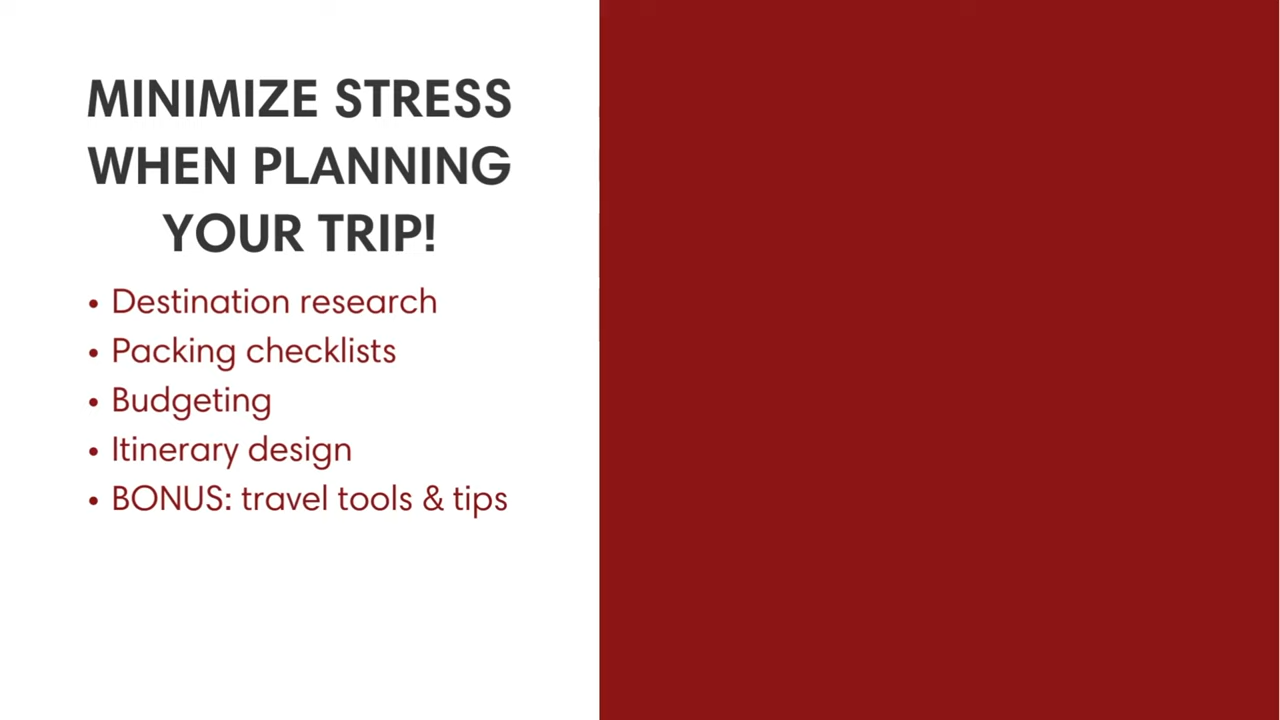 MINIMIZE STRESS
WHEN PLANNING
YOUR TRIP!
• Destination research
• Packing checklists
• Budgeting
• Itinerary design
• BONUS: travel tools & tips